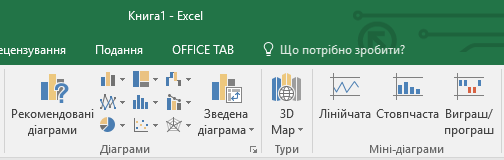 Книга1 - Excel
ецензування Подання OFFICE TAB Що потрібно зробити?
Рекомендовані діаграми
Зведена діаграма
3D Map
Лінійчата
Стовпчаста
Виграш/програш
Діаграми Тури Міні-діаграми